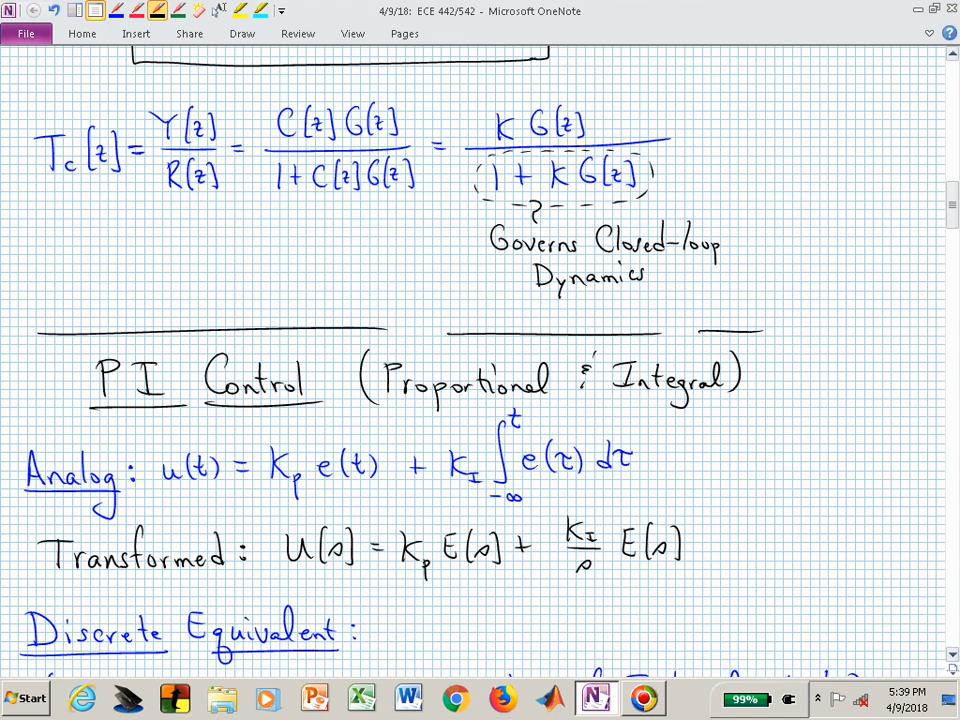 4/9/18: ECE 442/542 - Microsoft OneNote
File Home Insert Share Draw Review View Pages
T_c[z] = Y[z]/R[z] = C[z]G[z]/(1+C[z]G[z]) = K G[z]/(1 + K G[z])
Governs Closed-loop
Dynamics
PI Control (Proportional & Integral)
Analog: u(t) = K_p e(t) + K_I ∫_{-∞}^{t} e(τ) dτ
Transformed: U[s] = K_p E[s] + K_I/s E[s]
Discrete Equivalent:
Start
99%
5:39 PM
4/9/2018